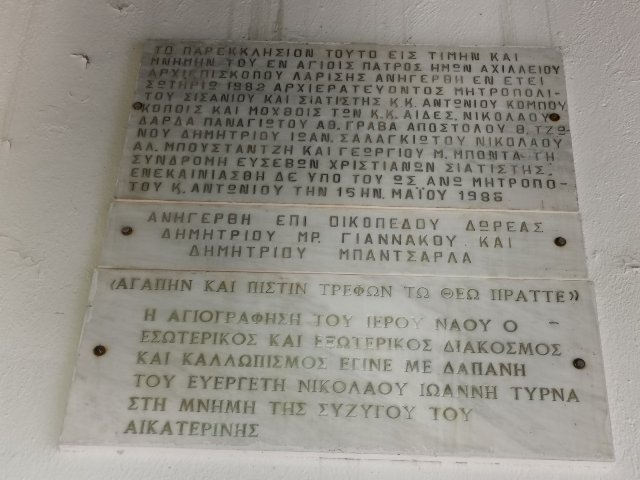 ΤΟ ΠΑΡΕΚΚΛΗΣΙΟΝ ΤΟΥΤΟ ΕΙΣ ΤΙΜΗΝ ΚΑΙ
ΜΝΗΜΗΝ ΤΟΥ ΕΝ ΑΓΙΟΙΣ ΠΑΤΡΟΣ ΗΜΩΝ ΑΧΙΛΛΕΙΟΥ
ΑΡΧΙΕΠΙΣΚΟΠΟΥ ΛΑΡΙΣΗΣ ΑΝΗΓΕΡΘΗ ΕΝ ΕΤΕΙ
ΣΩΤΗΡΙΩ 1982 ΑΡΧΙΕΡΑΤΕΥΟΝΤΟΣ ΜΗΤΡΟΠΟΛΙ-
ΤΟΥ ΣΙΣΑΝΙΟΥ ΚΑΙ ΣΙΑΤΙΣΤΗΣ Κ.Κ. ΑΝΤΩΝΙΟΥ ΚΟΜΠΟΥ
ΚΟΠΟΙΣ ΚΑΙ ΜΟΧΘΟΙΣ ΤΩΝ Κ.Κ. ΑΙΔΕΣ. ΝΙΚΟΛΑΟΥ
ΔΑΡΔΑ ΠΑΝΑΓΙΩΤΟΥ ΑΘ. ΓΡΑΒΑ ΑΠΟΣΤΟΛΟΥ Θ. ΤΖΩ-
ΝΟΥ ΔΗΜΗΤΡΙΟΥ ΙΩΑΝ. ΣΑΛΑΓΚΙΩΤΟΥ ΝΙΚΟΛΑΟΥ
ΑΛ. ΜΠΟΥΣΤΑΝΤΖΗ ΚΑΙ ΓΕΩΡΓΙΟΥ Μ. ΜΠΟΝΤΑ ΤΗ
ΣΥΝΔΡΟΜΗ ΕΥΣΕΒΩΝ ΧΡΙΣΤΙΑΝΩΝ ΣΙΑΤΙΣΤΗΣ.
ΕΝΕΚΑΙΝΙΑΣΘΗ ΔΕ ΥΠΟ ΤΟΥ ΩΣ ΑΝΩ ΜΗΤΡΟΠΟ-
ΤΟΥ Κ. ΑΝΤΩΝΙΟΥ ΤΗΝ 15ΗΝ. ΜΑΪΟΥ 1985
ΑΝΗΓΕΡΘΗ ΕΠΙ ΟΙΚΟΠΕΔΟΥ ΔΩΡΕΑΣ
ΔΗΜΗΤΡΙΟΥ ΜΡ. ΓΙΑΝΝΑΚΟΥ ΚΑΙ
ΔΗΜΗΤΡΙΟΥ ΜΠΑΝΤΣΑΡΛΑ
«ΑΓΑΠΗΝ ΚΑΙ ΠΙΣΤΙΝ ΤΡΕΦΩΝ ΤΩ ΘΕΩ ΠΡΑΤΤΕ»
Η ΑΓΙΟΓΡΑΦΗΣΗ ΤΟΥ ΙΕΡΟΥ ΝΑΟΥ Ο
ΕΣΩΤΕΡΙΚΟΣ ΚΑΙ ΕΞΩΤΕΡΙΚΟΣ ΔΙΑΚΟΣΜΟΣ
ΚΑΙ ΚΑΛΛΩΠΙΣΜΟΣ ΕΓΙΝΕ ΜΕ ΔΑΠΑΝΗ
ΤΟΥ ΕΥΕΡΓΕΤΗ ΝΙΚΟΛΑΟΥ ΙΩΑΝΝΗ ΤΥΡΝΑ
ΣΤΗ ΜΝΗΜΗ ΤΗΣ ΣΥΖΥΓΟΥ ΤΟΥ
ΑΙΚΑΤΕΡΙΝΗΣ